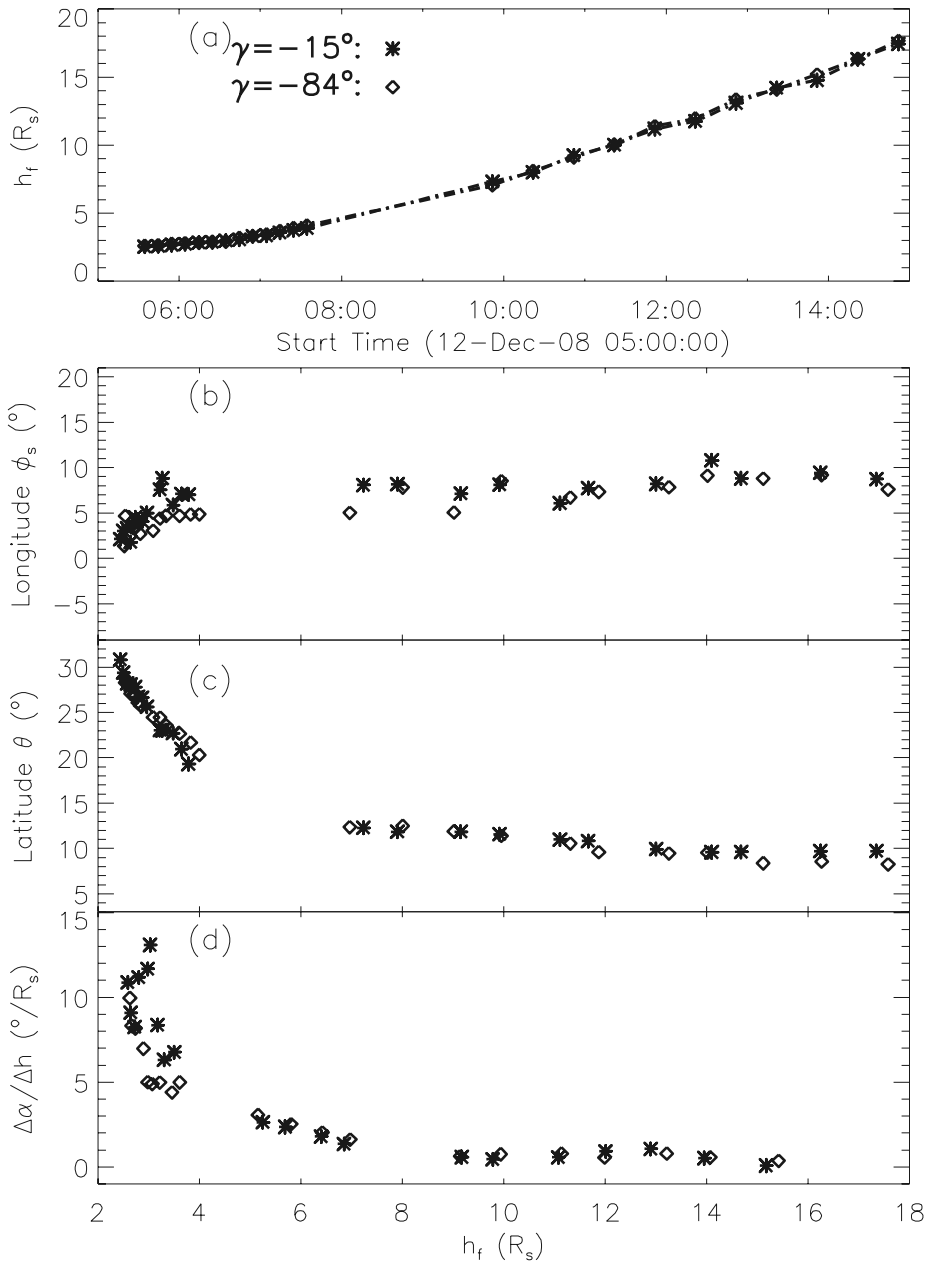 (a)
γ=−15°:
γ=−84°:
20
15
10
5
0
h_f (R_s)
06:00 08:00 10:00 12:00 14:00
Start Time (12−Dec−08 05:00:00)
(b)
20
15
10
5
0
−5
Longitude ϕ_s (°)
(c)
30
25
20
15
10
5
Latitude θ (°)
(d)
15
10
5
0
Δα/Δh (°/R_s)
2 4 6 8 10 12 14 16 18
h_f (R_s)